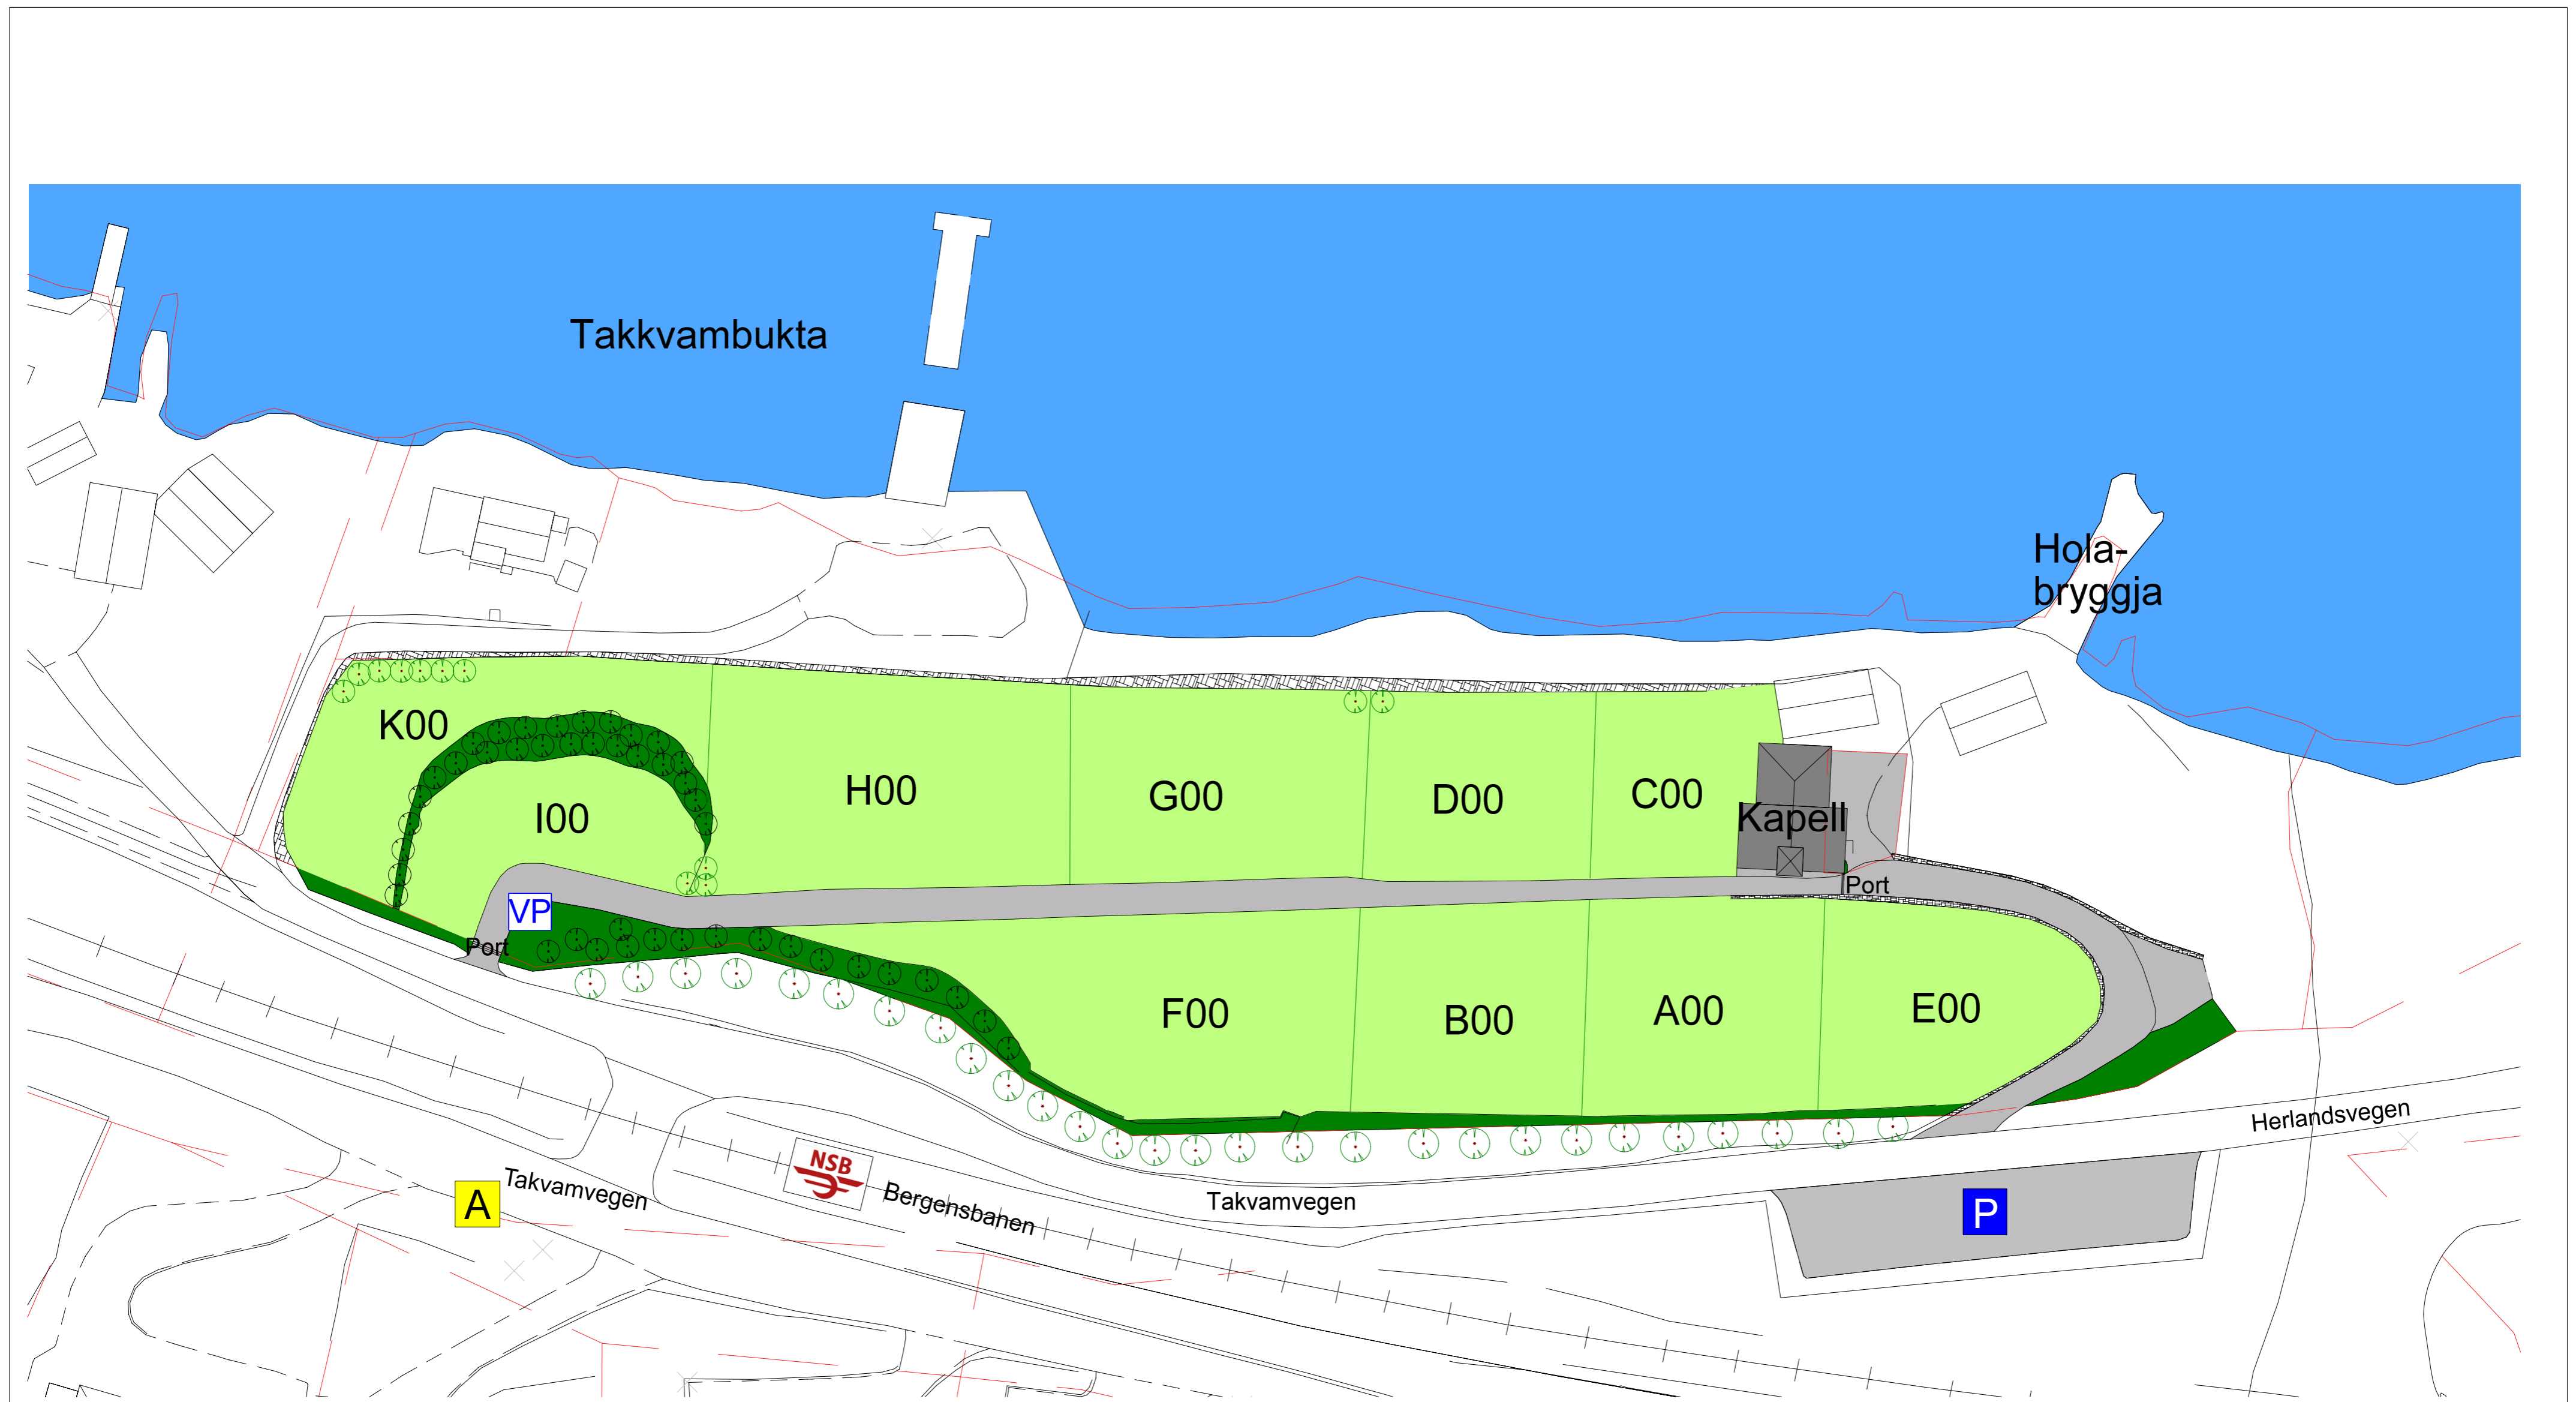 Takkvambukta
Hola-
bryggja
K00
I00
H00
G00
D00
C00
Kapell
Port
VP
Port
F00
B00
A00
E00
Herlandsvegen
NSB
A
Takvamvegen
Bergensbanen
Takvamvegen
P